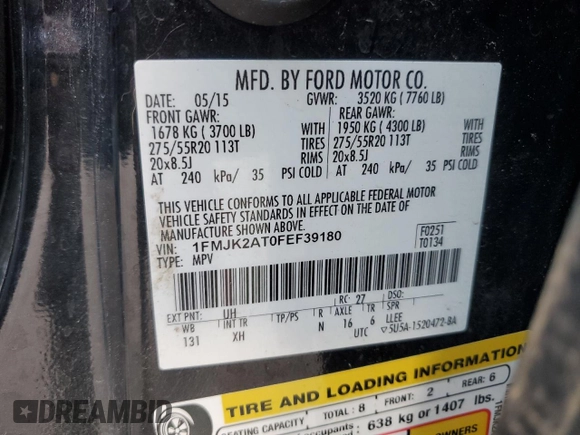 MFD. BY FORD MOTOR CO.
DATE: 05/15 GVWR: 3520 KG ( 7760 LB)
FRONT GAWR: REAR GAWR:
1678 KG ( 3700 LB) WITH 1950 KG ( 4300 LB) WITH
275/55R20 113T TIRES 275/55R20 113T TIRES
20x8.5J RIMS 20x8.5J RIMS
AT 240 kPa/ 35 PSI COLD AT 240 kPa/ 35 PSI COLD
THIS VEHICLE CONFORMS TO ALL APPLICABLE FEDERAL MOTOR
VEHICLE SAFETY STANDARDS IN EFFECT ON THE DATE OF
MANUFACTURE SHOWN ABOVE.
VIN: 1FMJK2AT0FEF39180 F0251
TYPE: MPV T0134
EXT PNT: UH RC: 27 DSO:
WB INT TR TP/PS R AXLE TR SPR
131 XH N 16 6 LLEE
UTC 5U5A-1520472-BA
TIRE AND LOADING INFORMATION
SEATING CAPACITY TOTAL: 8 FRONT: 2 REAR: 6
occupants 638 kg or 1407 lbs.
OWNERS
autobidmaster